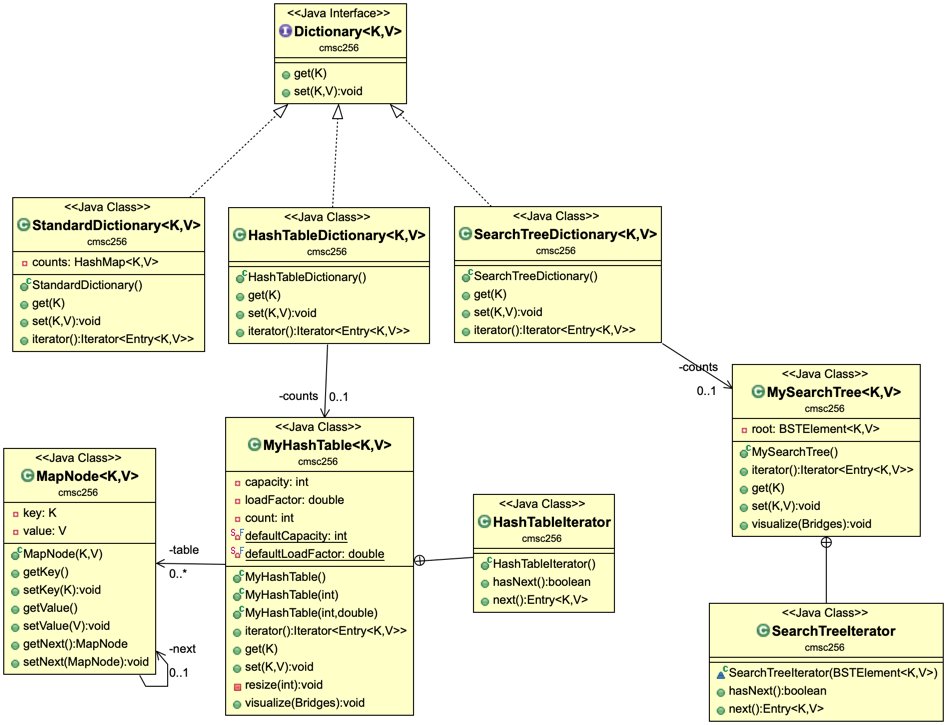 <<Java Interface>>
I Dictionary<K,V>
cmsc256
get(K)
set(K,V):void
<<Java Class>>
C StandardDictionary<K,V>
cmsc256
counts: HashMap<K,V>
C StandardDictionary()
get(K)
set(K,V):void
iterator():Iterator<Entry<K,V>>
<<Java Class>>
C HashTableDictionary<K,V>
cmsc256
C HashTableDictionary()
get(K)
set(K,V):void
iterator():Iterator<Entry<K,V>>
<<Java Class>>
C SearchTreeDictionary<K,V>
cmsc256
C SearchTreeDictionary()
get(K)
set(K,V):void
iterator():Iterator<Entry<K,V>>
-counts
0..1
-counts
0..1
<<Java Class>>
C MySearchTree<K,V>
cmsc256
root: BSTElement<K,V>
C MySearchTree()
iterator():Iterator<Entry<K,V>>
get(K)
set(K,V):void
visualize(Bridges):void
<<Java Class>>
C MapNode<K,V>
cmsc256
key: K
value: V
C MapNode(K,V)
getKey()
setKey(K):void
getValue()
setValue(V):void
getNext():MapNode
setNext(MapNode):void
-table
0..*
-next
0..1
<<Java Class>>
C MyHashTable<K,V>
cmsc256
capacity: int
loadFactor: double
count: int
S F defaultCapacity: int
S F defaultLoadFactor: double
C MyHashTable()
C MyHashTable(int)
C MyHashTable(int,double)
iterator():Iterator<Entry<K,V>>
get(K)
set(K,V):void
resize(int):void
visualize(Bridges):void
<<Java Class>>
C HashTableIterator
cmsc256
C HashTableIterator()
hasNext():boolean
next():Entry<K,V>
<<Java Class>>
C SearchTreeIterator
cmsc256
C SearchTreeIterator(BSTElement<K,V>)
hasNext():boolean
next():Entry<K,V>